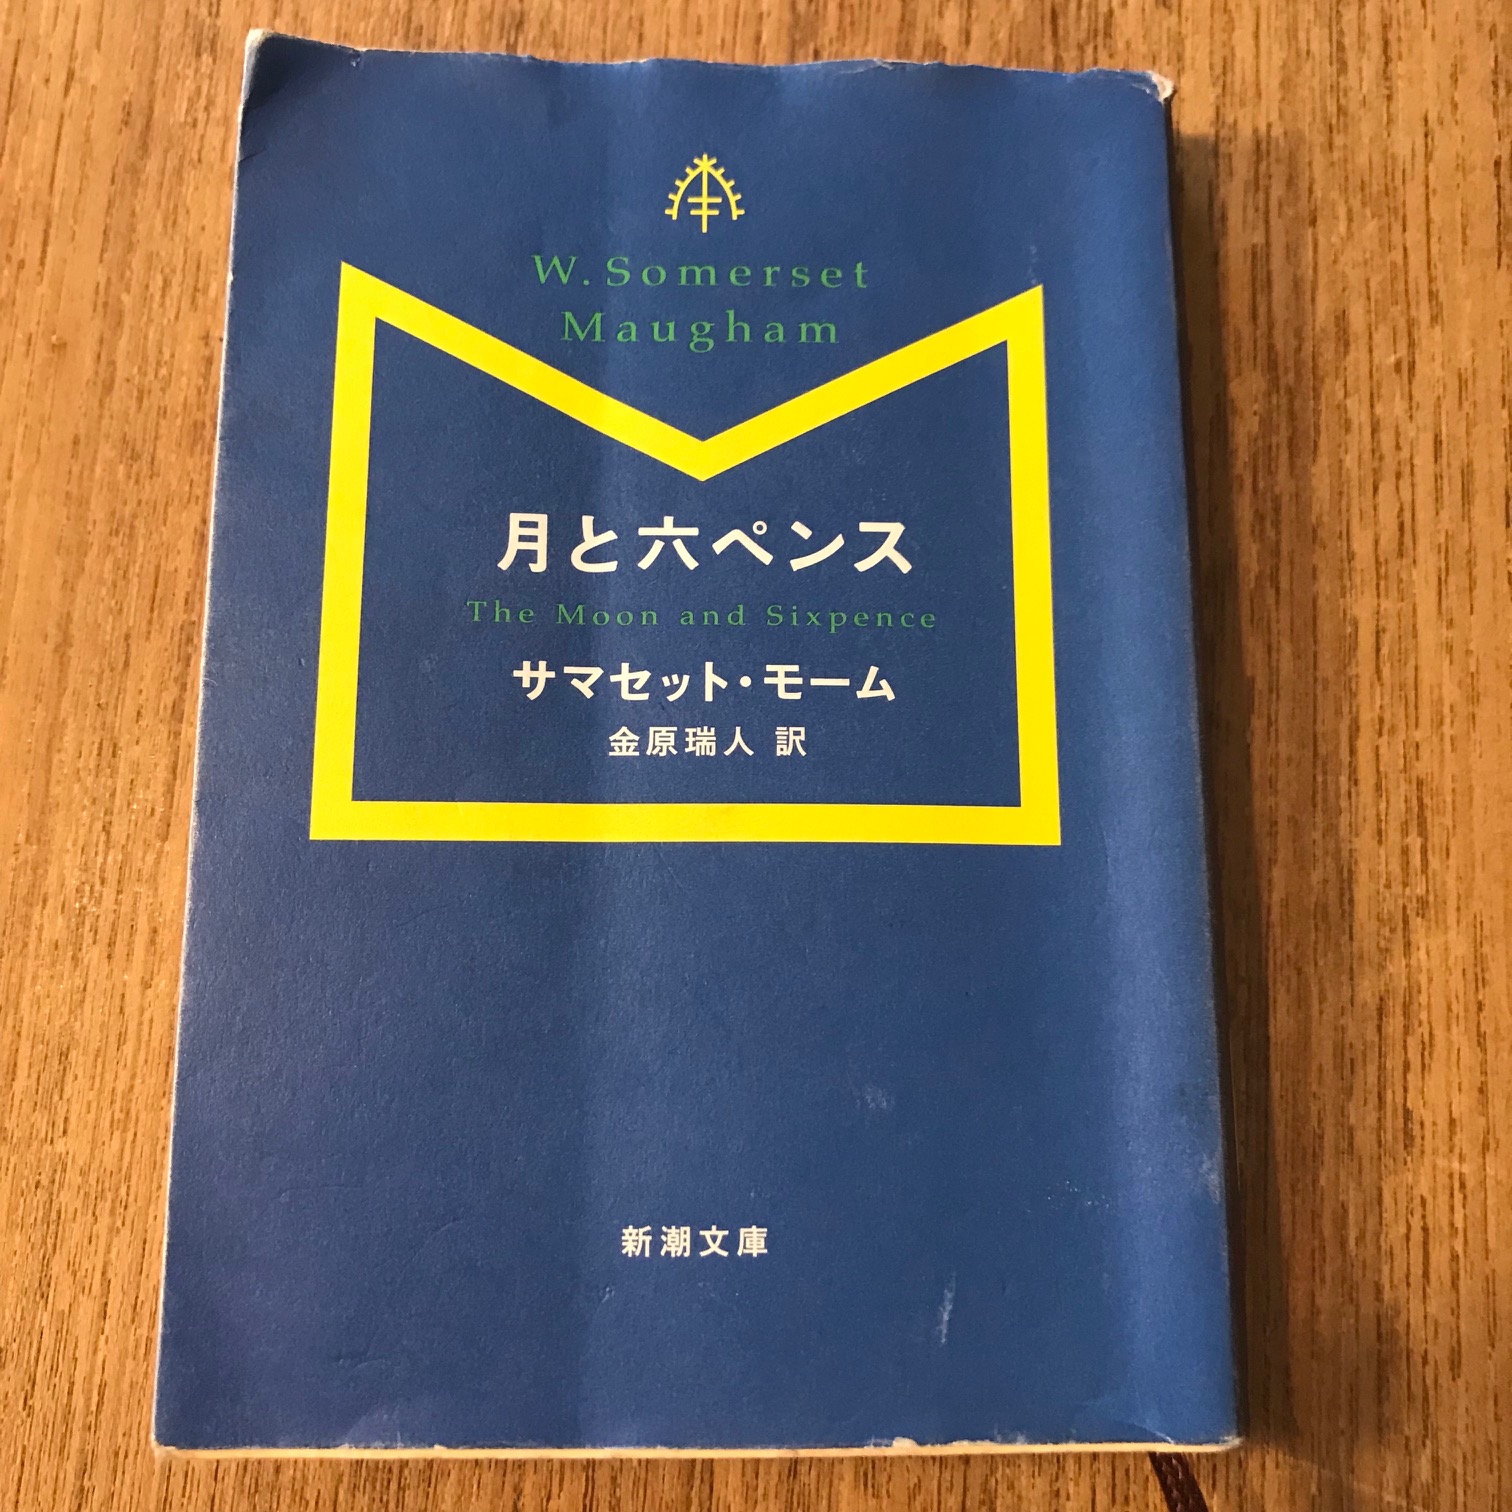 W. Somerset
Maugham
月と六ペンス
The Moon and Sixpence
サマセット・モーム
金原瑞人 訳
新潮文庫